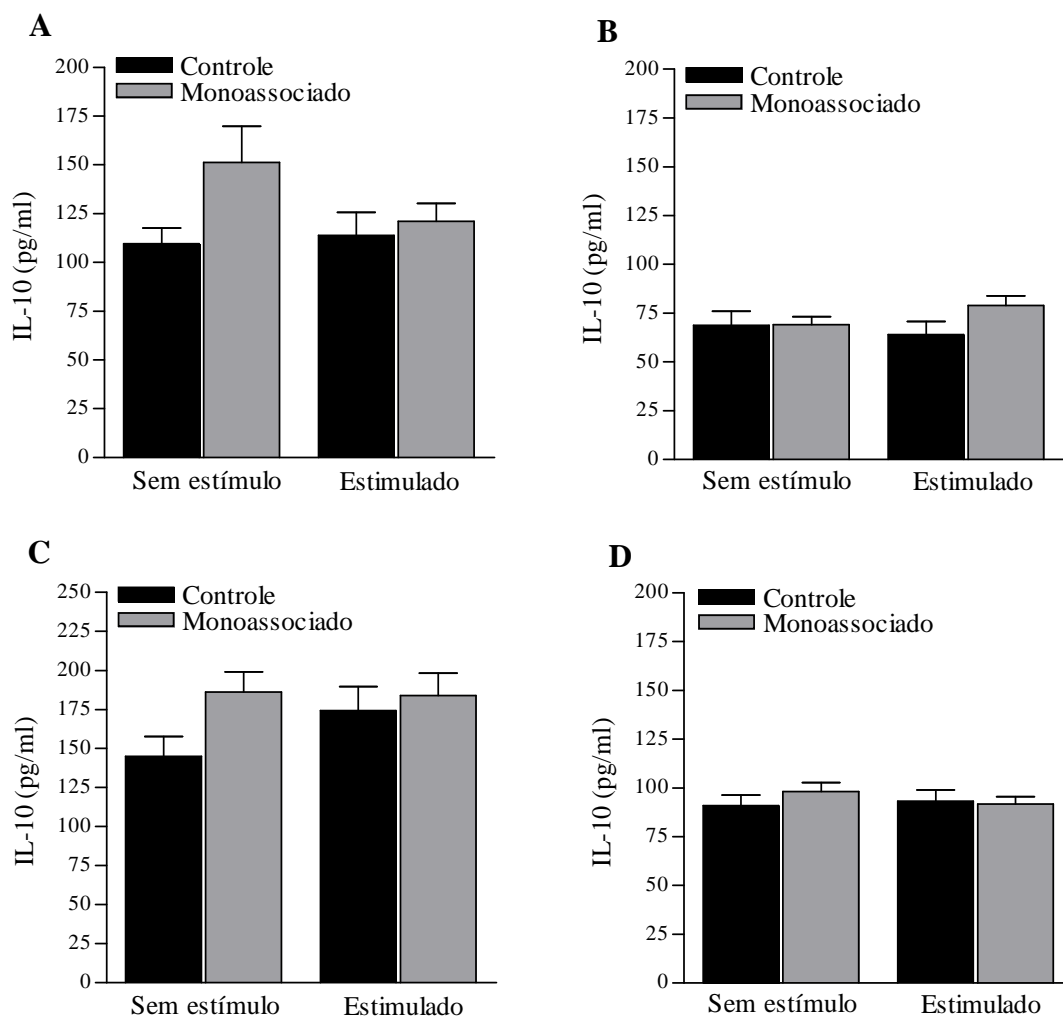 A
Controle
Monoassociado
200
175
150
125
100
75
50
25
0
IL-10 (pg/ml)
Sem estímulo
Estimulado
B
Controle
Monoassociado
200
175
150
125
100
75
50
25
0
IL-10 (pg/ml)
Sem estímulo
Estimulado
C
Controle
Monoassociado
250
225
200
175
150
125
100
75
50
25
0
IL-10 (pg/ml)
Sem estímulo
Estimulado
D
Controle
Monoassociado
200
175
150
125
100
75
50
25
0
IL-10 (pg/ml)
Sem estímulo
Estimulado